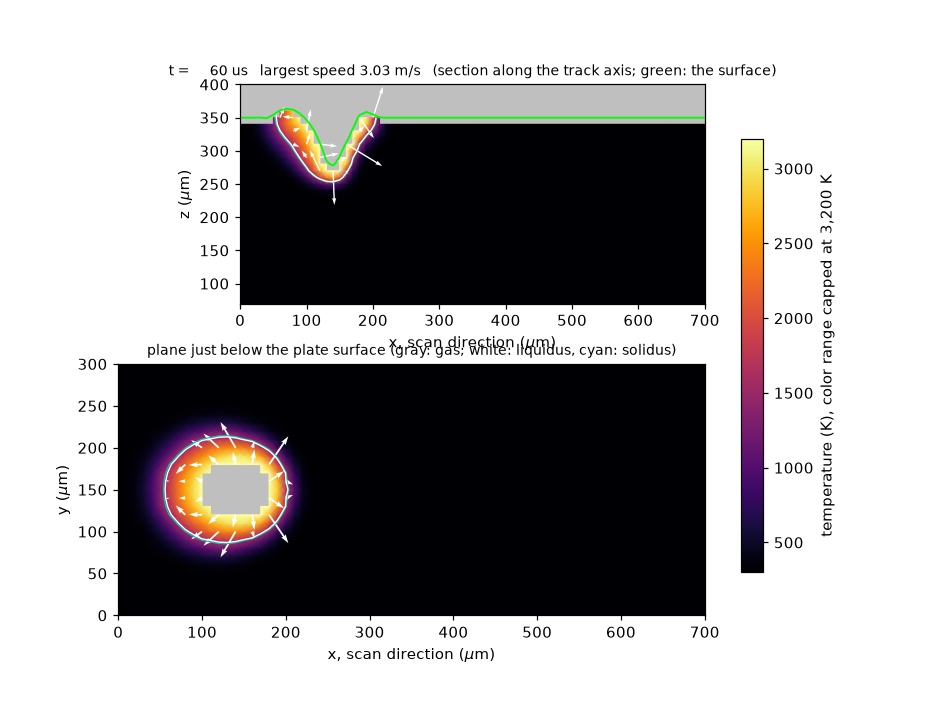 t =     60 us   largest speed 3.03 m/s   (section along the track axis; green: the surface)
400
350
300
250
200
150
100
z (μm)
0 100 200 300 400 500 600 700
x, scan direction (μm)
plane just below the plate surface (gray: gas; white: liquidus, cyan: solidus)
300
250
200
150
100
50
0
y (μm)
0 100 200 300 400 500 600 700
x, scan direction (μm)
3000
2500
2000
1500
1000
500
temperature (K), color range capped at 3,200 K